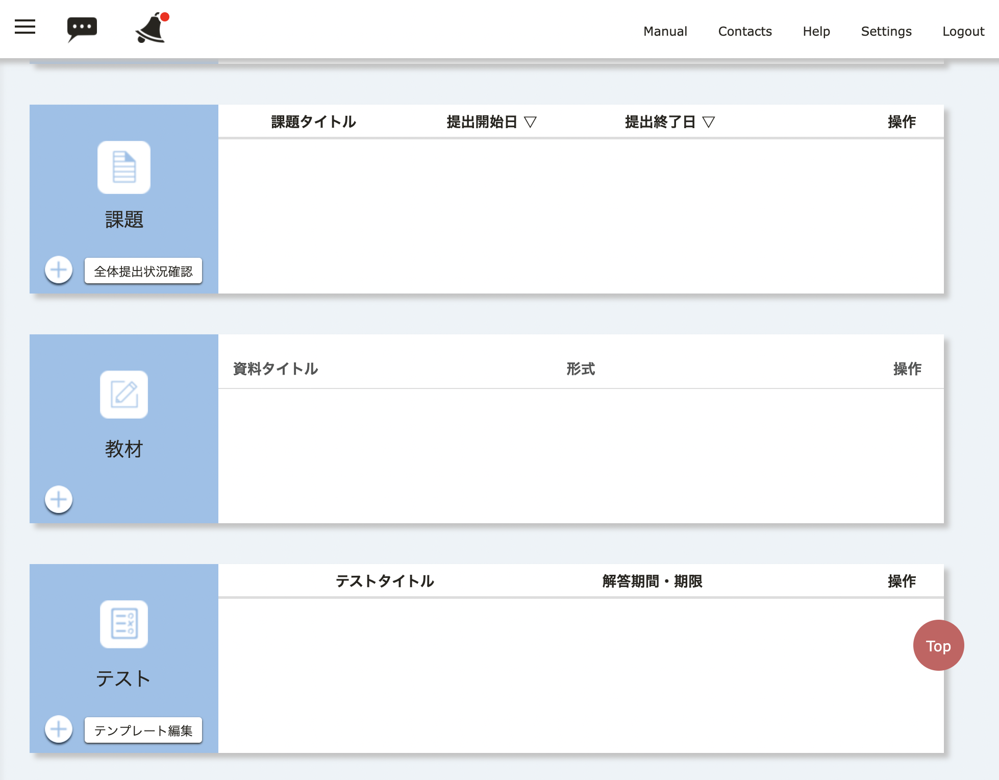 Manual Contacts Help Settings Logout
課題タイトル 提出開始日 ▽ 提出終了日 ▽ 操作
課題
全体提出状況確認
資料タイトル 形式 操作
教材
テストタイトル 解答期間・期限 操作
Top
テスト
テンプレート編集